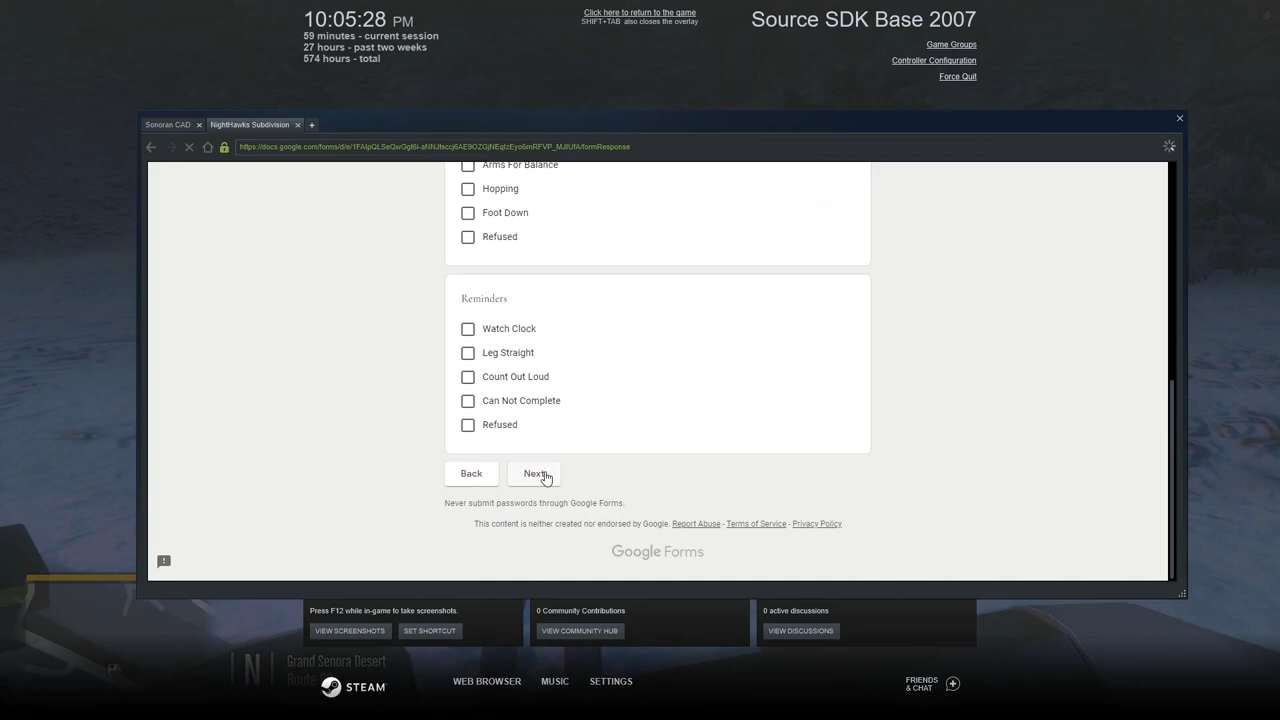 10:05:28 PM
59 minutes - current session
27 hours - past two weeks
574 hours - total
Click here to return to the game
SHIFT+TAB also closes the overlay
Source SDK Base 2007
Game Groups
Controller Configuration
Force Quit
Sonoran CAD
NightHawks Subdivision
Arms For Balance
Hopping
Foot Down
Refused
Reminders
Watch Clock
Leg Straight
Count Out Loud
Can Not Complete
Refused
Back
Next
Never submit passwords through Google Forms.
This content is neither created nor endorsed by Google. Report Abuse - Terms of Service - Privacy Policy
Google Forms
Press F12 while in-game to take screenshots.
VIEW SCREENSHOTS
SET SHORTCUT
0 Community Contributions
VIEW COMMUNITY HUB
0 active discussions
VIEW DISCUSSIONS
N
Grand Senora Desert
STEAM
WEB BROWSER
MUSIC
SETTINGS
FRIENDS
& CHAT